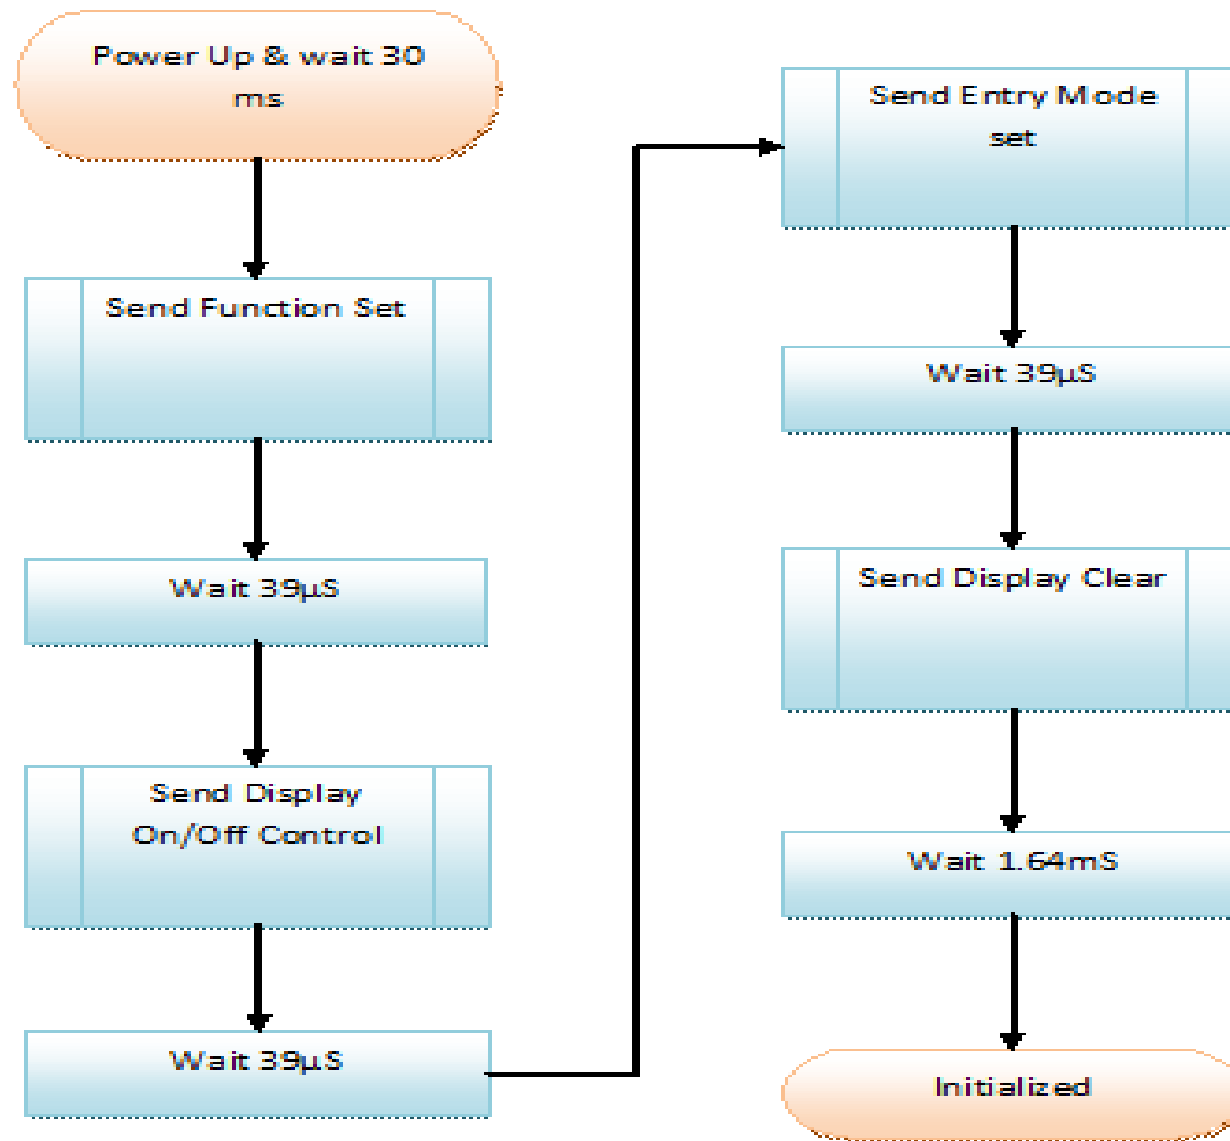 Power Up & wait 30
ms
Send Function Set
Wait 39µS
Send Display
On/Off Control
Wait 39µS
Send Entry Mode
set
Wait 39µS
Send Display Clear
Wait 1.64mS
Initialized